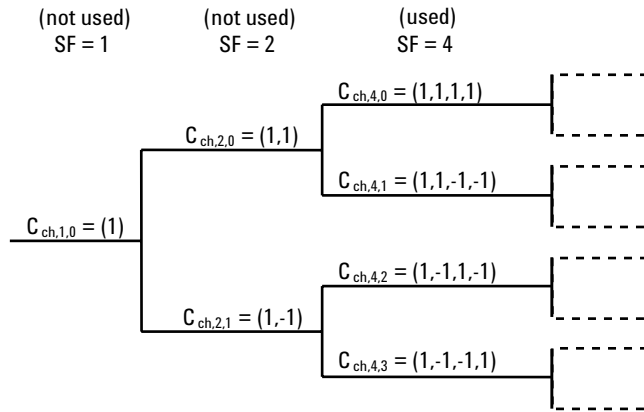 (not used) (not used) (used)
SF = 1 SF = 2 SF = 4
C ch,4,0 = (1,1,1,1)
C ch,2,0 = (1,1)
C ch,4,1 = (1,1,-1,-1)
C ch,1,0 = (1)
C ch,4,2 = (1,-1,1,-1)
C ch,2,1 = (1,-1)
C ch,4,3 = (1,-1,-1,1)